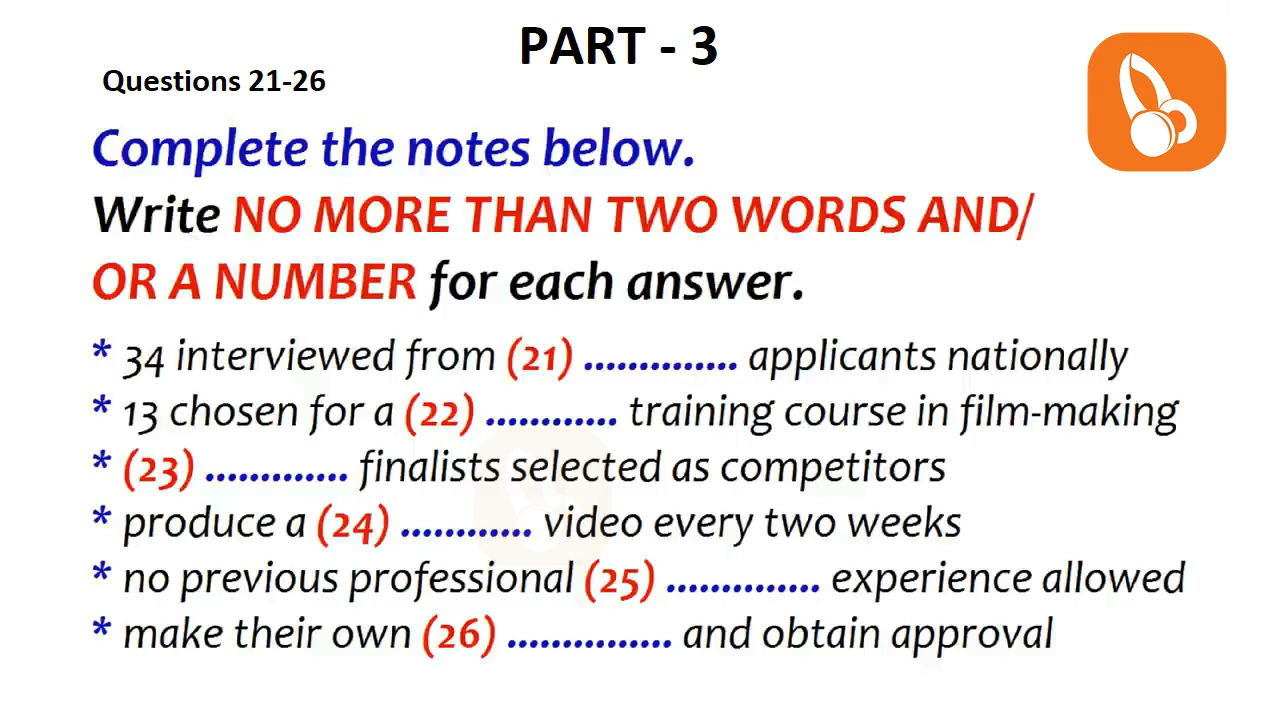 PART - 3
Questions 21-26
Complete the notes below.
Write NO MORE THAN TWO WORDS AND/
OR A NUMBER for each answer.
* 34 interviewed from (21) .............. applicants nationally
* 13 chosen for a (22) ............ training course in film-making
* (23) ............. finalists selected as competitors
* produce a (24) ............ video every two weeks
* no previous professional (25) .............. experience allowed
* make their own (26) ............... and obtain approval